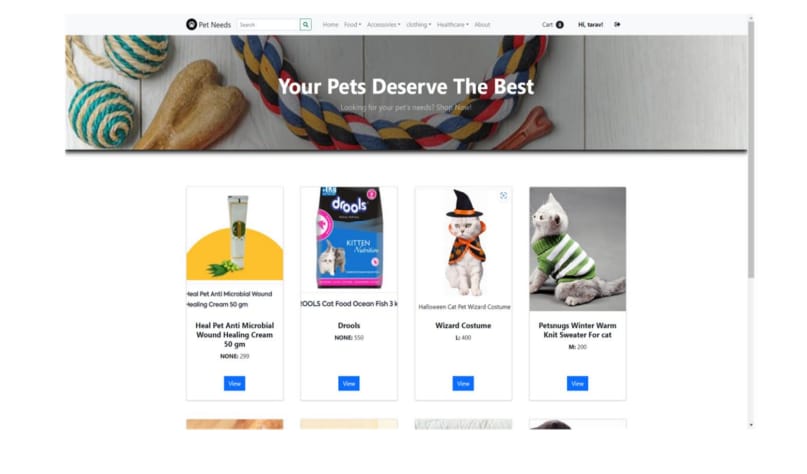 Pet Needs Search Home Food Accessories clothing Healthcare About Cart 0 Hi, tarav!
Your Pets Deserve The Best
Looking for your pet's needs? Shop Now!
drools
KITTEN
Nutrition
Heal Pet Anti Microbial Wound
Healing Cream 50 gm
OOLS Cat Food Ocean Fish 3 k
Halloween Cat Pet Wizard Costume
Heal Pet Anti Microbial
Wound Healing Cream
50 gm
NONE: 299
View
Drools
NONE: 550
View
Wizard Costume
L: 400
View
Petsnugs Winter Warm
Knit Sweater For cat
M: 200
View